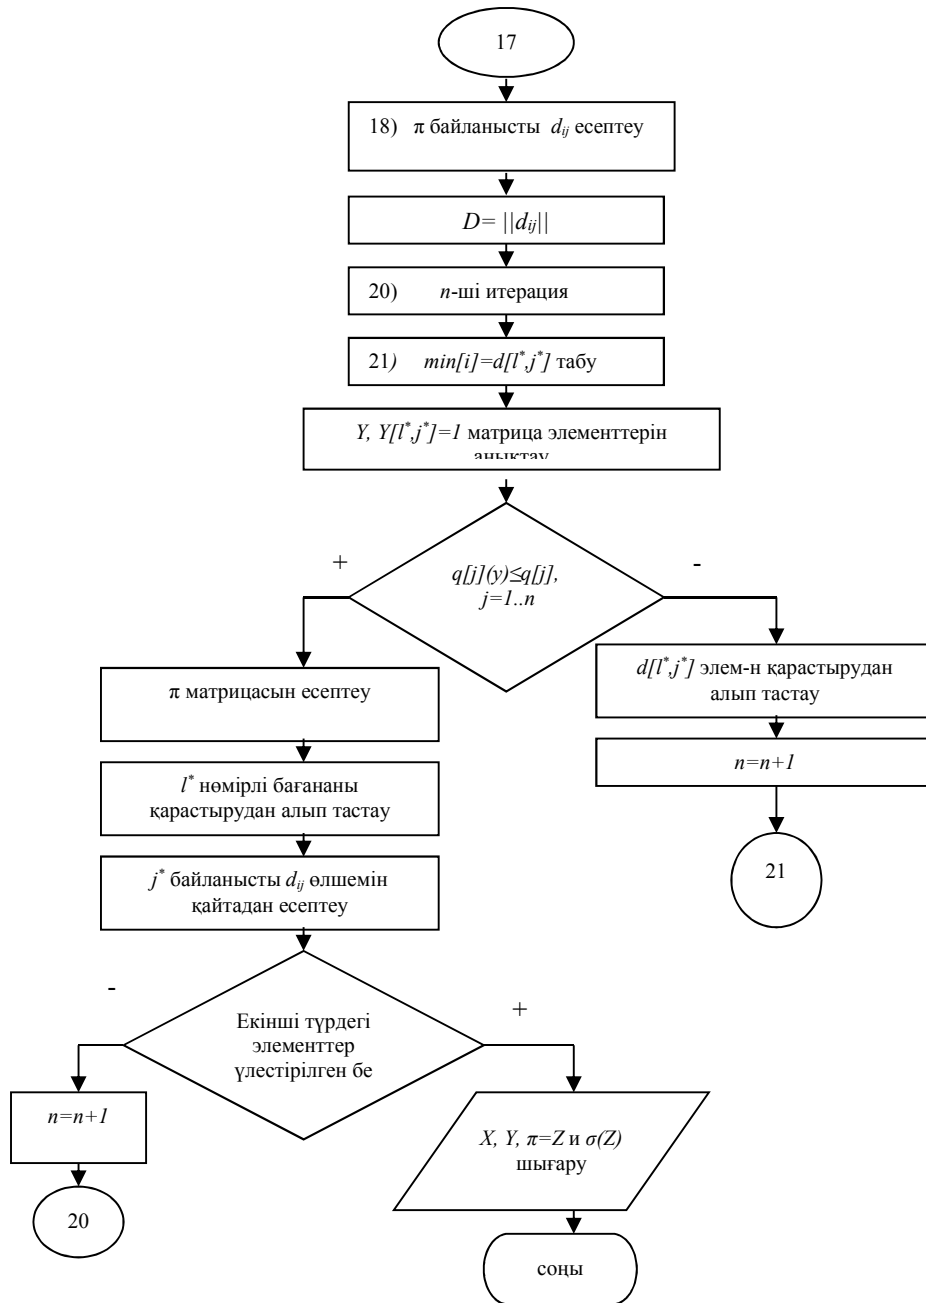 17
18) π байланысты d_ij есептеу
D= ||d_ij||
20) n-ші итерация
21) min[i]=d[l*,j*] табу
Y, Y[l*,j*]=1 матрица элементтерін
анықтау
+
-
q[j](y)≤q[j],
j=1..n
π матрицасын есептеу
d[l*,j*] элем-н қарастырудан
алып тастау
n=n+1
l* нөмірлі бағананы
қарастырудан алып тастау
21
j* байланысты d_ij өлшемін
қайтадан есептеу
-
+
Екінші түрдегі
элементтер
үлестірілген бе
n=n+1
X, Y, π=Z и σ(Z)
шығару
20
соңы